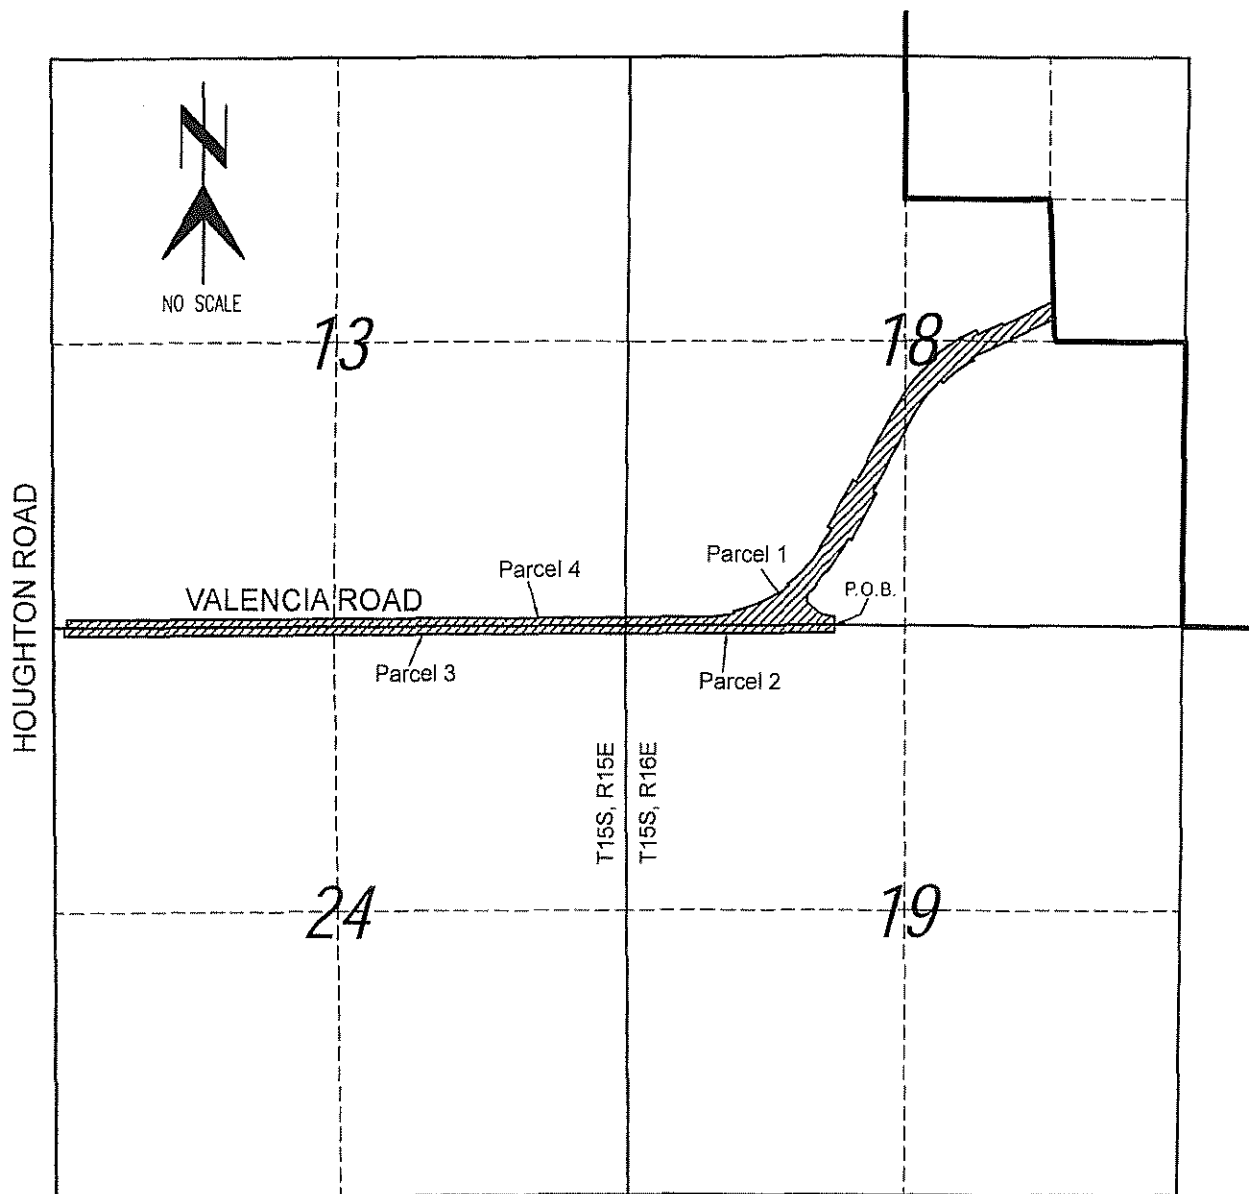 N
NO SCALE
13
18
HOUGHTON ROAD
VALENCIA ROAD
Parcel 4
Parcel 1
P.O.B.
Parcel 3
Parcel 2
T15S, R15E
T15S, R16E
24
19